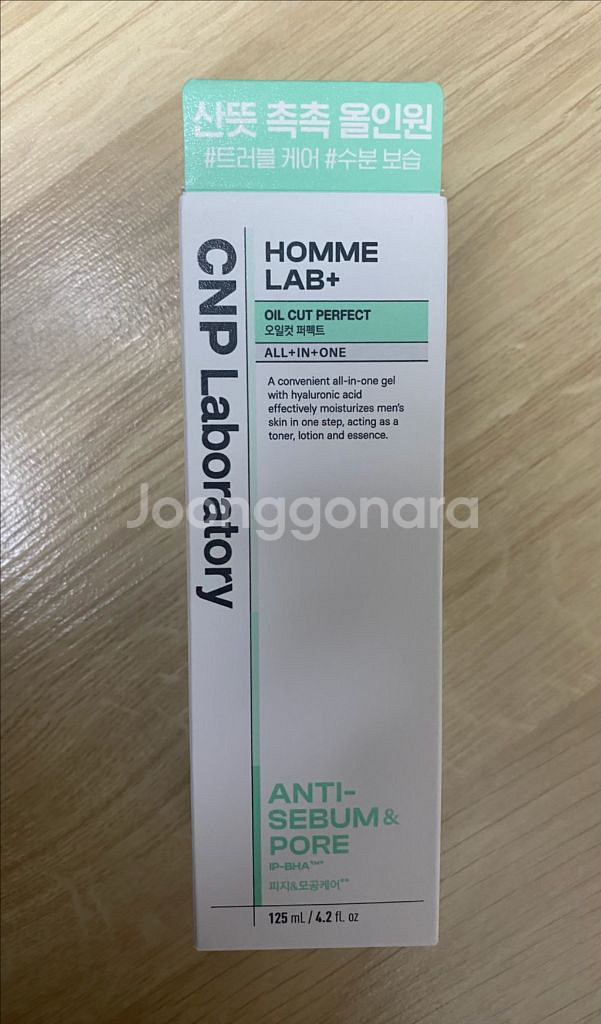 산뜻 촉촉 올인원
#트러블 케어 #수분 보습
CNP Laboratory
HOMME
LAB+
OIL CUT PERFECT
오일컷 퍼펙트
ALL+IN+ONE
A convenient all-in-one gel
with hyaluronic acid
effectively moisturizes men's
skin in one step, acting as a
toner, lotion and essence.
Joonggonara
ANTI-
SEBUM &
PORE
IP-BHA™*
피지&모공케어**
125 mL / 4.2 fl. oz